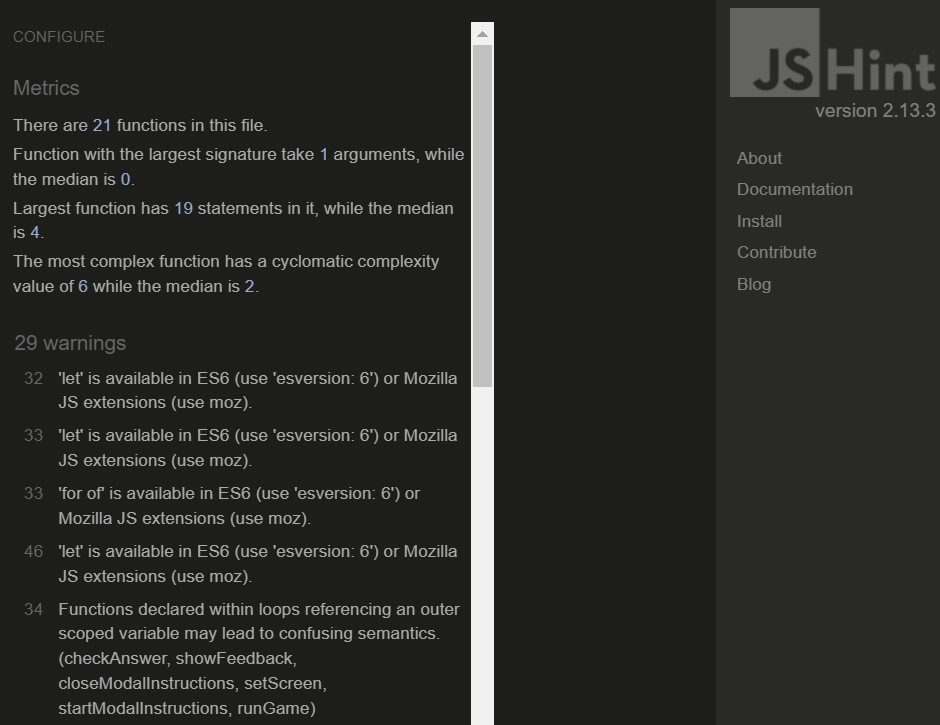 CONFIGURE
Metrics
There are 21 functions in this file.
Function with the largest signature take 1 arguments, while
the median is 0.
Largest function has 19 statements in it, while the median
is 4.
The most complex function has a cyclomatic complexity
value of 6 while the median is 2.
29 warnings
32 'let' is available in ES6 (use 'esversion: 6') or Mozilla
JS extensions (use moz).
33 'let' is available in ES6 (use 'esversion: 6') or Mozilla
JS extensions (use moz).
33 'for of' is available in ES6 (use 'esversion: 6') or
Mozilla JS extensions (use moz).
46 'let' is available in ES6 (use 'esversion: 6') or Mozilla
JS extensions (use moz).
34 Functions declared within loops referencing an outer
scoped variable may lead to confusing semantics.
(checkAnswer, showFeedback,
closeModalInstructions, setScreen,
startModalInstructions, runGame)
JSHint
version 2.13.3
About
Documentation
Install
Contribute
Blog